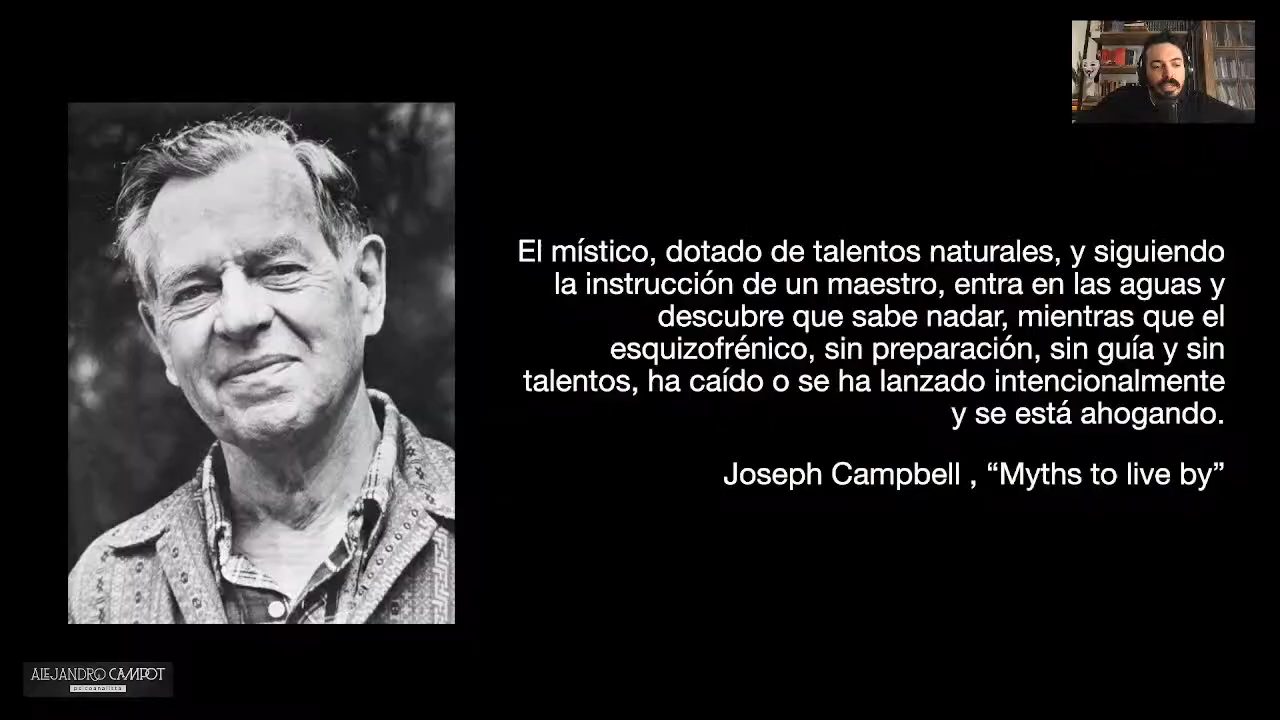 El místico, dotado de talentos naturales, y siguiendo
la instrucción de un maestro, entra en las aguas y
descubre que sabe nadar, mientras que el
esquizofrénico, sin preparación, sin guía y sin
talentos, ha caído o se ha lanzado intencionalmente
y se está ahogando.
Joseph Campbell , “Myths to live by”
ALEJANDRO CAMPOT
psicoanalista